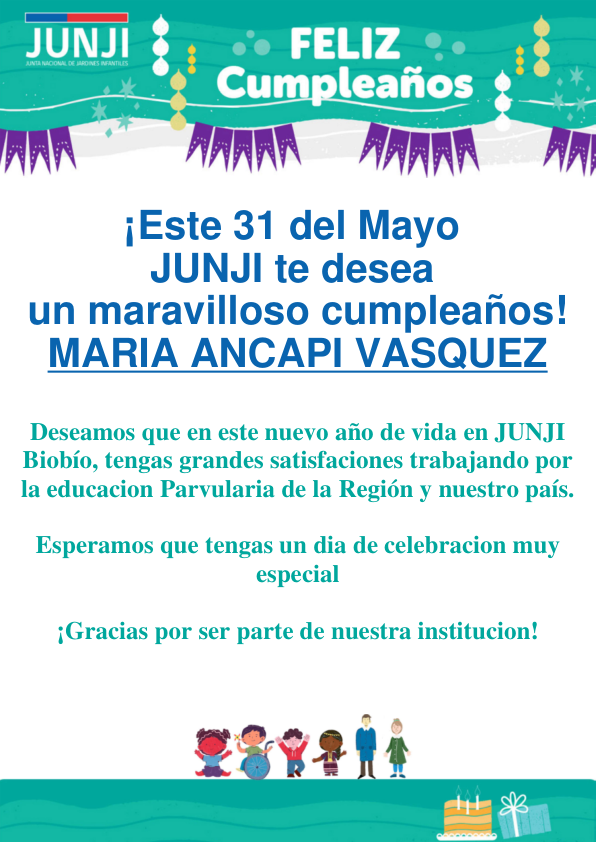 JUNJI
JUNTA NACIONAL DE JARDINES INFANTILES
FELIZ
Cumpleaños
¡Este 31 del Mayo
JUNJI te desea
un maravilloso cumpleaños!
MARIA ANCAPI VASQUEZ
Deseamos que en este nuevo año de vida en JUNJI
Biobío, tengas grandes satisfacciones trabajando por
la educacion Parvularia de la Región y nuestro país.
Esperamos que tengas un dia de celebracion muy
especial
¡Gracias por ser parte de nuestra institucion!